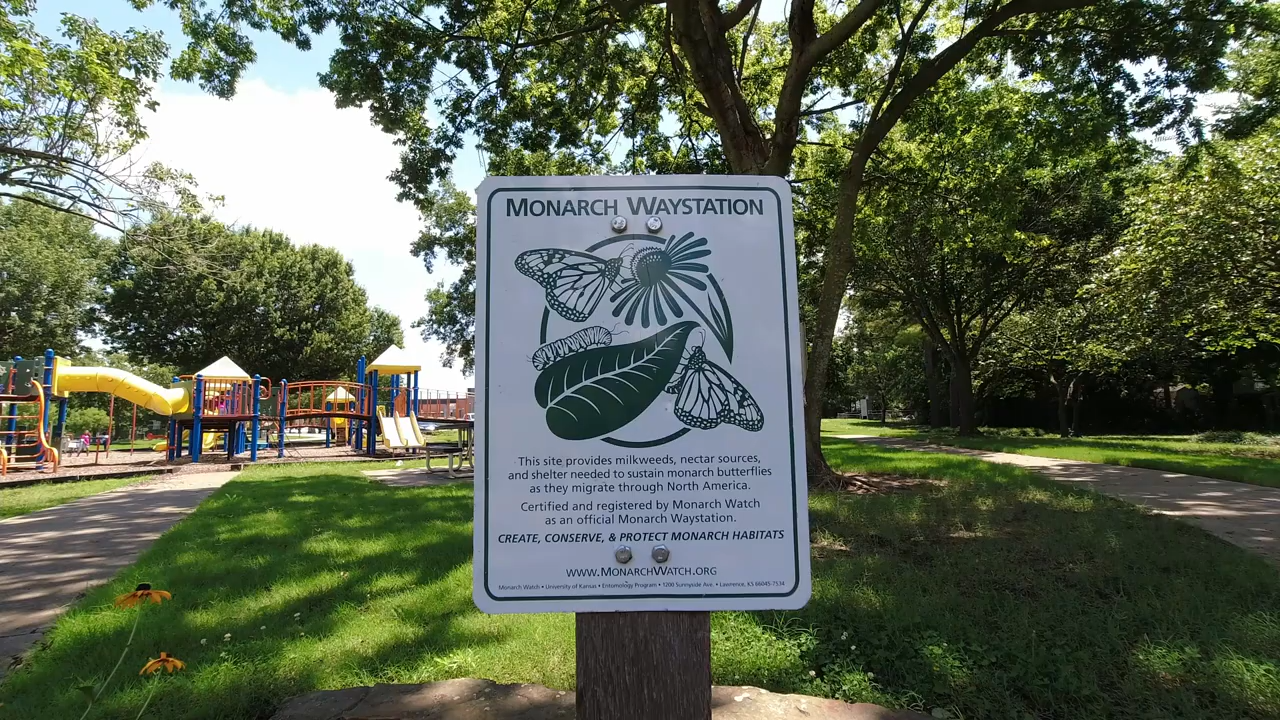 MONARCH WAYSTATION
This site provides milkweeds, nectar sources,
and shelter needed to sustain monarch butterflies
as they migrate through North America.
Certified and registered by Monarch Watch
as an official Monarch Waystation.
CREATE, CONSERVE, & PROTECT MONARCH HABITATS
WWW.MONARCHWATCH.ORG
Monarch Watch • University of Kansas • Entomology Program • 1200 Sunnyside Ave. • Lawrence, KS 66045-7534